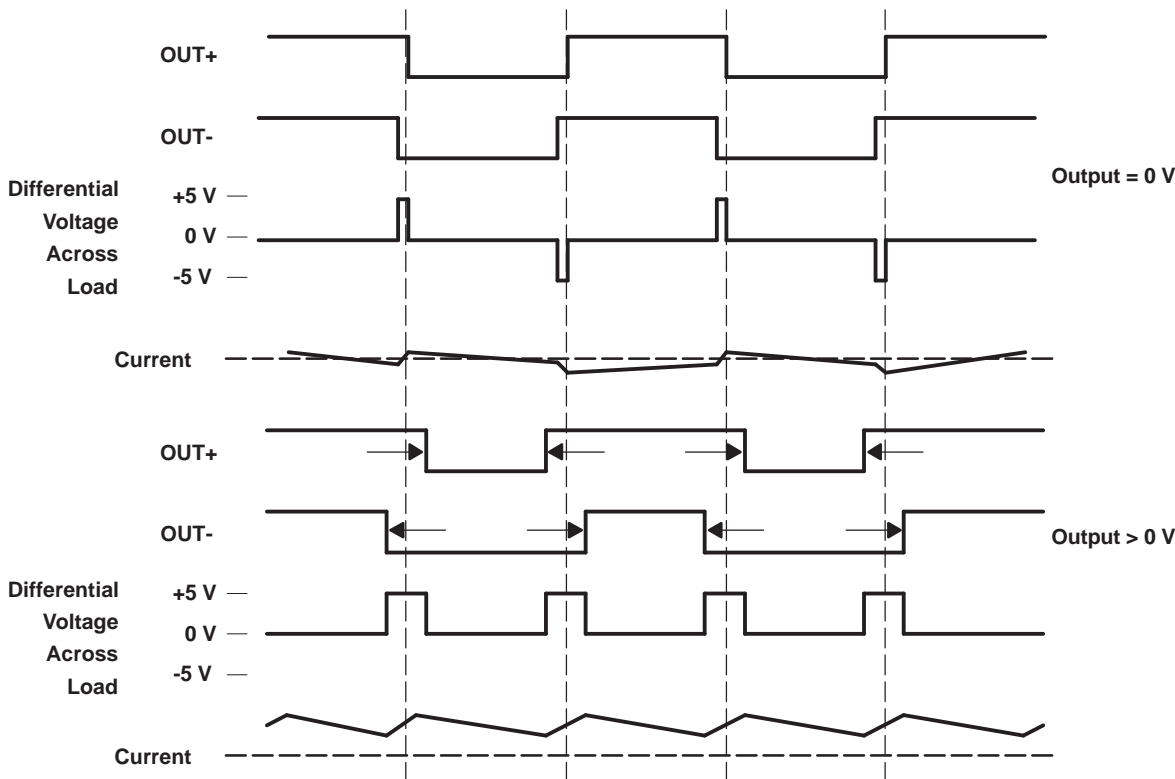 OUT+
OUT-
Output = 0 V
Differential
Voltage
Across
Load
+5 V
0 V
-5 V
Current
OUT+
OUT-
Output > 0 V
Differential
Voltage
Across
Load
+5 V
0 V
-5 V
Current